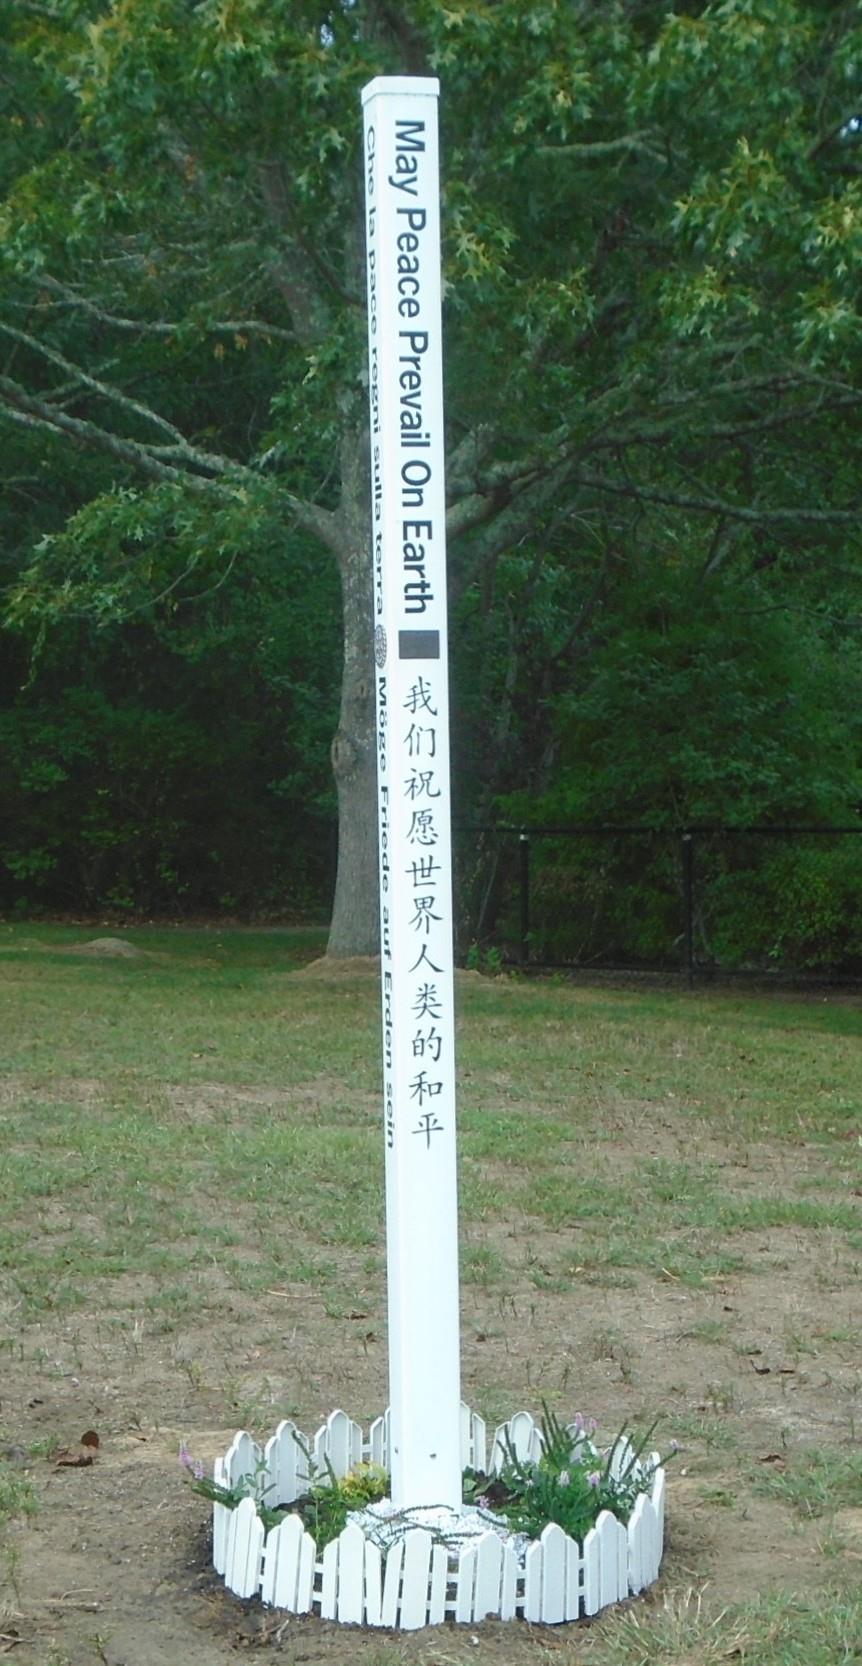 May Peace Prevail On Earth
我们祝愿世界人类的和平
Che la pace regni sulla terra
Möge Friede auf Erden sein